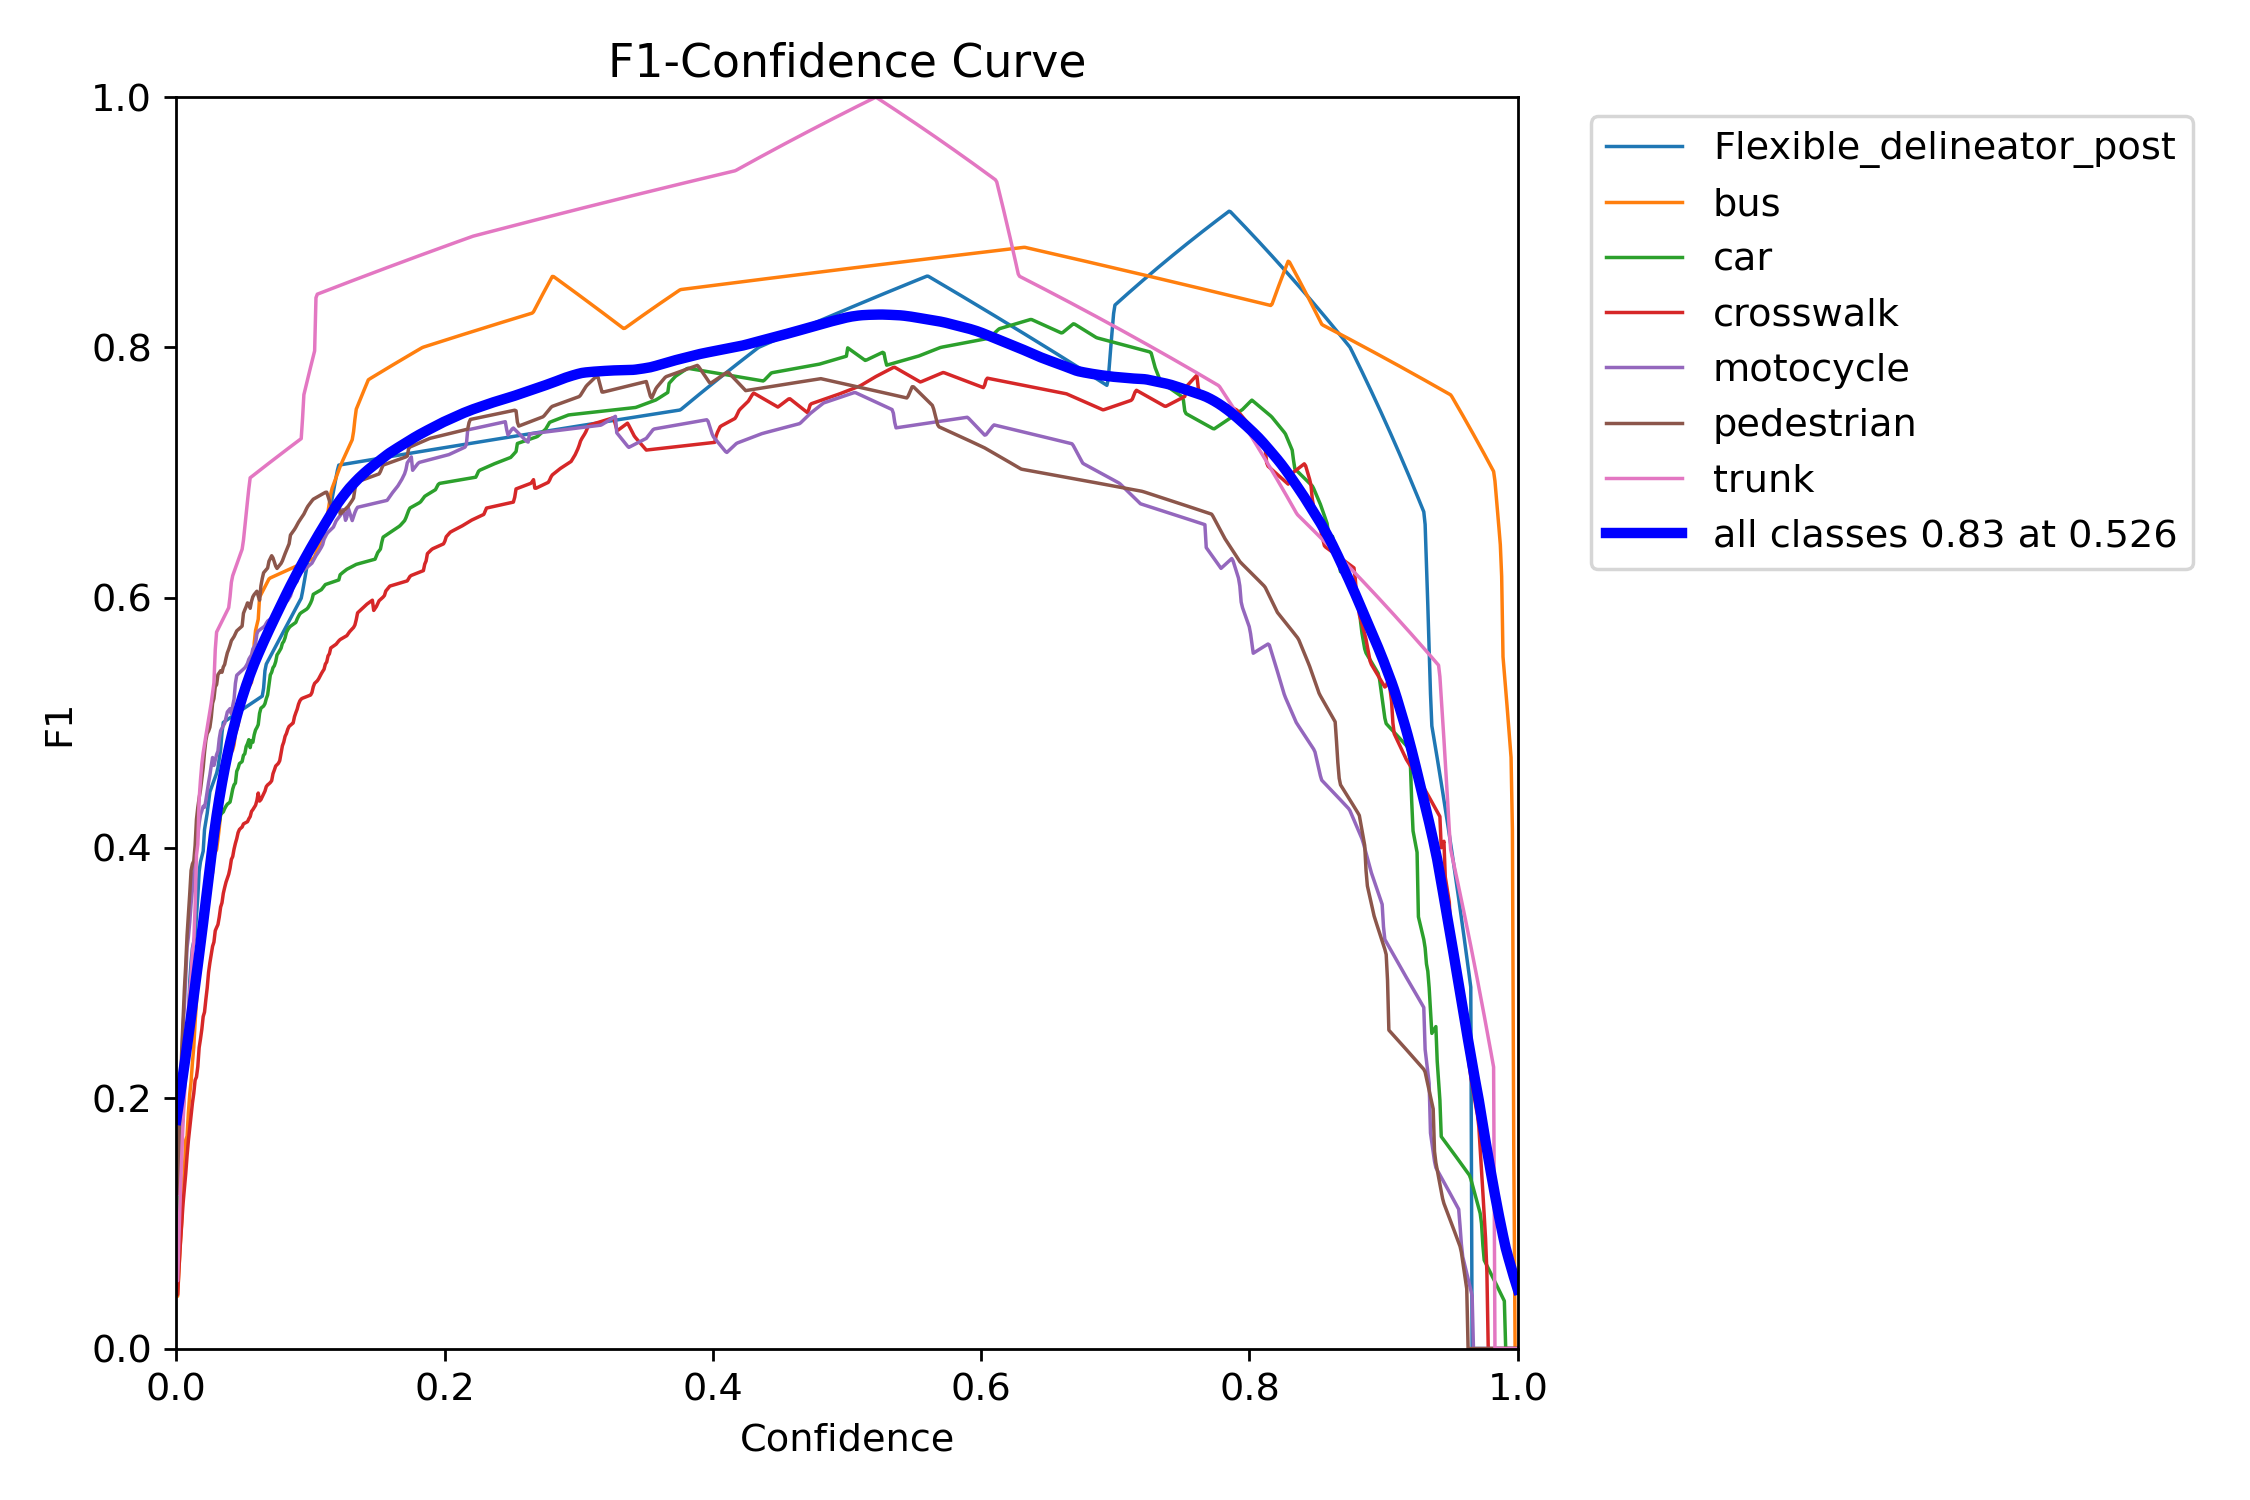 F1-Confidence Curve
1.0
0.8
0.6
0.4
0.2
0.0
F1
0.0 0.2 0.4 0.6 0.8 1.0
Confidence
Flexible_delineator_post
bus
car
crosswalk
motocycle
pedestrian
trunk
all classes 0.83 at 0.526